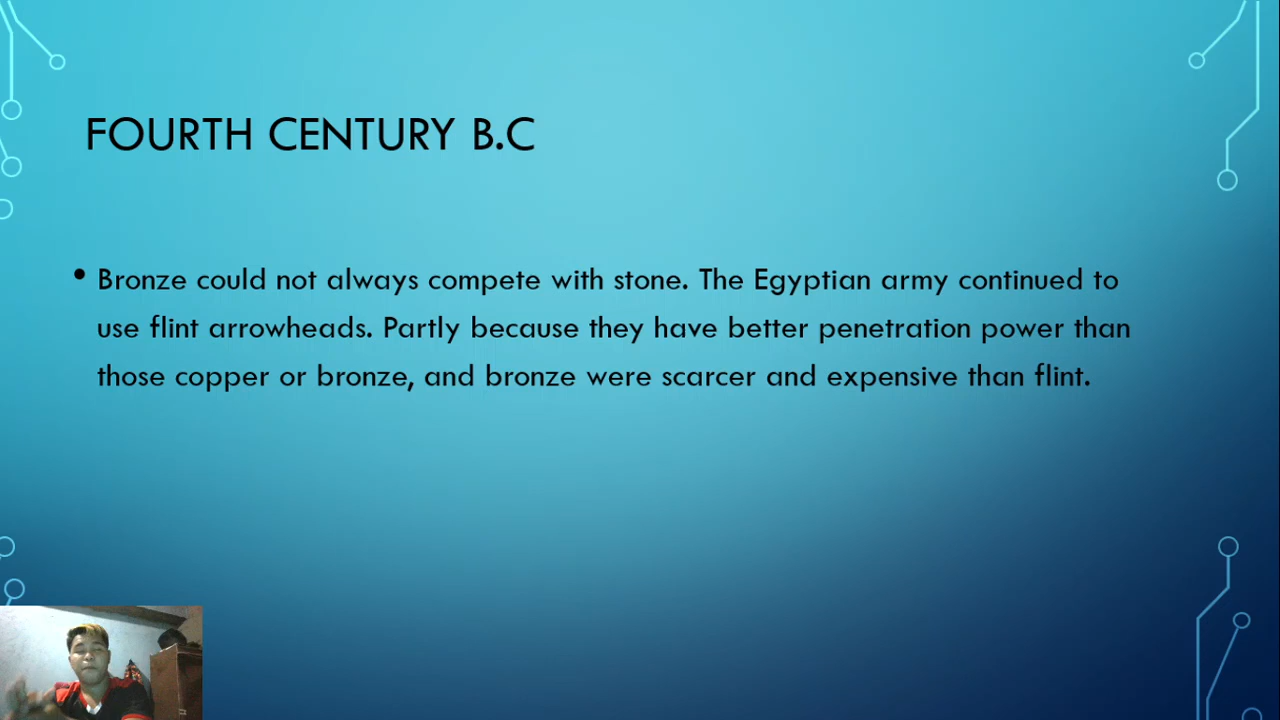 FOURTH CENTURY B.C
• Bronze could not always compete with stone. The Egyptian army continued to
use flint arrowheads. Partly because they have better penetration power than
those copper or bronze, and bronze were scarcer and expensive than flint.